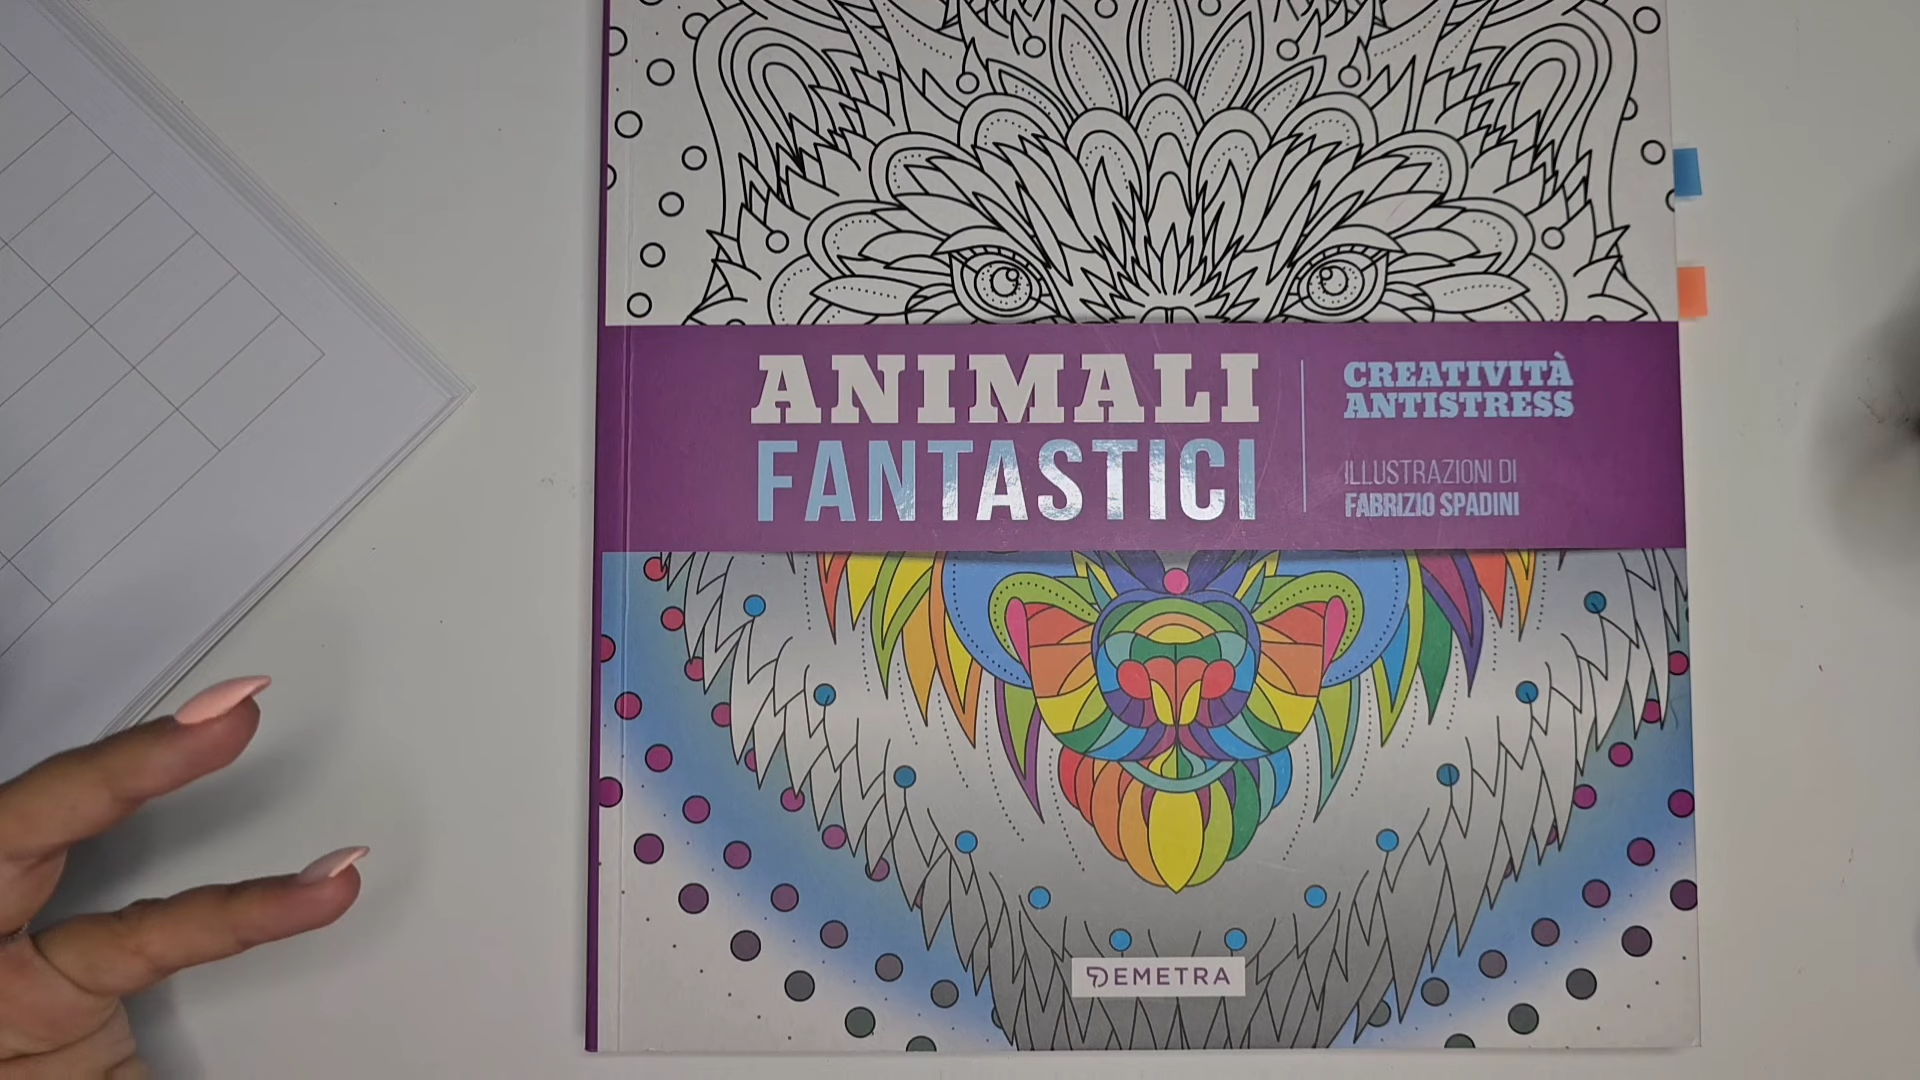 ANIMALI
FANTASTICI
CREATIVITÀ
ANTISTRESS
ILLUSTRAZIONI DI
FABRIZIO SPADINI
DEMETRA